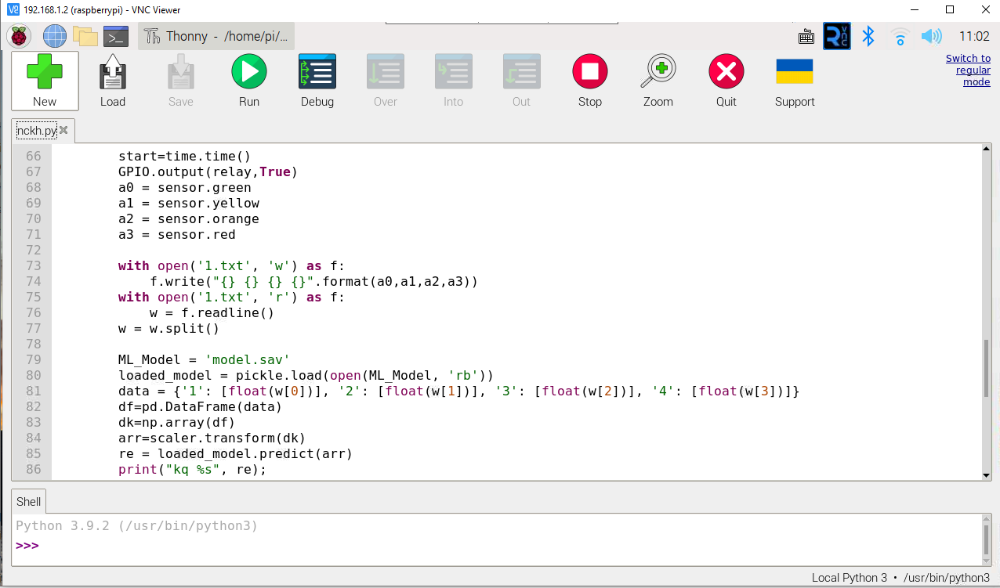 192.168.1.2 (raspberrypi) - VNC Viewer
Thonny - /home/pi/...
11:02
New
Load
Save
Run
Debug
Over
Into
Out
Stop
Zoom
Quit
Support
Switch to
regular
mode
nckh.py
66 start=time.time()
67 GPIO.output(relay,True)
68 a0 = sensor.green
69 a1 = sensor.yellow
70 a2 = sensor.orange
71 a3 = sensor.red
72
73 with open('1.txt', 'w') as f:
74     f.write("{} {} {} {}".format(a0,a1,a2,a3))
75 with open('1.txt', 'r') as f:
76     w = f.readline()
77 w = w.split()
78
79 ML_Model = 'model.sav'
80 loaded_model = pickle.load(open(ML_Model, 'rb'))
81 data = {'1': [float(w[0])], '2': [float(w[1])], '3': [float(w[2])], '4': [float(w[3])]}
82 df=pd.DataFrame(data)
83 dk=np.array(df)
84 arr=scaler.transform(dk)
85 re = loaded_model.predict(arr)
86 print("kq %s", re);
Shell
Python 3.9.2 (/usr/bin/python3)
>>>
Local Python 3 • /usr/bin/python3